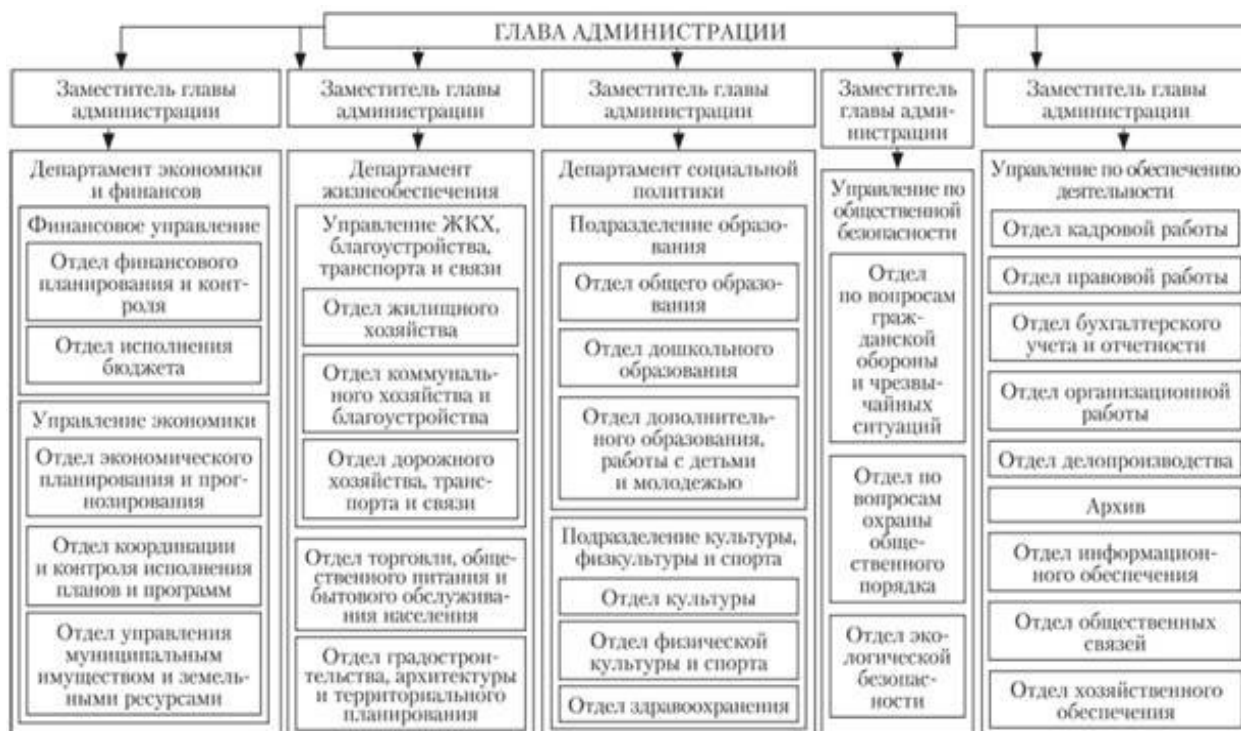 ГЛАВА АДМИНИСТРАЦИИ
Заместитель главы
администрации
Департамент экономики
и финансов
Финансовое управление
Отдел финансового
планирования и конт-
роля
Отдел исполнения
бюджета
Управление экономики
Отдел экономического
планирования и прог-
нозирования
Отдел координации
и контроля исполнения
планов и программ
Отдел управления
муниципальным
имуществом и земель-
ными ресурсами
Заместитель главы
администрации
Департамент
жизнеобеспечения
Управление ЖКХ,
благоустройства,
транспорта и связи
Отдел жилищного
хозяйства
Отдел коммуналь-
ного хозяйства и
благоустройства
Отдел дорожного
хозяйства, транс-
порта и связи
Отдел торговли, обще-
ственного питания и
бытового обслужива-
ния населения
Отдел градострои-
тельства, архитектуры
и территориального
планирования
Заместитель главы
администрации
Департамент социальной
политики
Подразделение образо-
вания
Отдел общего образо-
вания
Отдел дошкольного
образования
Отдел дополнитель-
ного образования,
работы с детьми
и молодежью
Подразделение культуры,
физкультуры и спорта
Отдел культуры
Отдел физической
культуры и спорта
Отдел здравоохранения
Заместитель
главы адми-
нистрации
Управление по
общественной
безопасности
Отдел
по вопросам
граж-
данской
обороны
и чрезвы-
чайных
ситуаций
Отдел по
вопросам
охраны
обще-
ственного
порядка
Отдел эко-
логической
безопас-
ности
Заместитель главы
администрации
Управление по обеспечению
деятельности
Отдел кадровой работы
Отдел правовой работы
Отдел бухгалтерского
учета и отчетности
Отдел организационной
работы
Отдел делопроизводства
Архив
Отдел информацион-
ного обеспечения
Отдел общественных
связей
Отдел хозяйственного
обеспечения